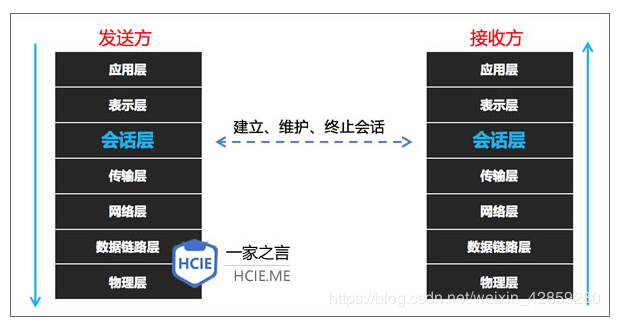 发送方
接收方
应用层
表示层
会话层
传输层
网络层
数据链路层
物理层
建立、维护、终止会话
应用层
表示层
会话层
传输层
网络层
数据链路层
物理层
HCIE
一家之言
HCIE.ME
https://blog.csdn.net/weixin_42859280